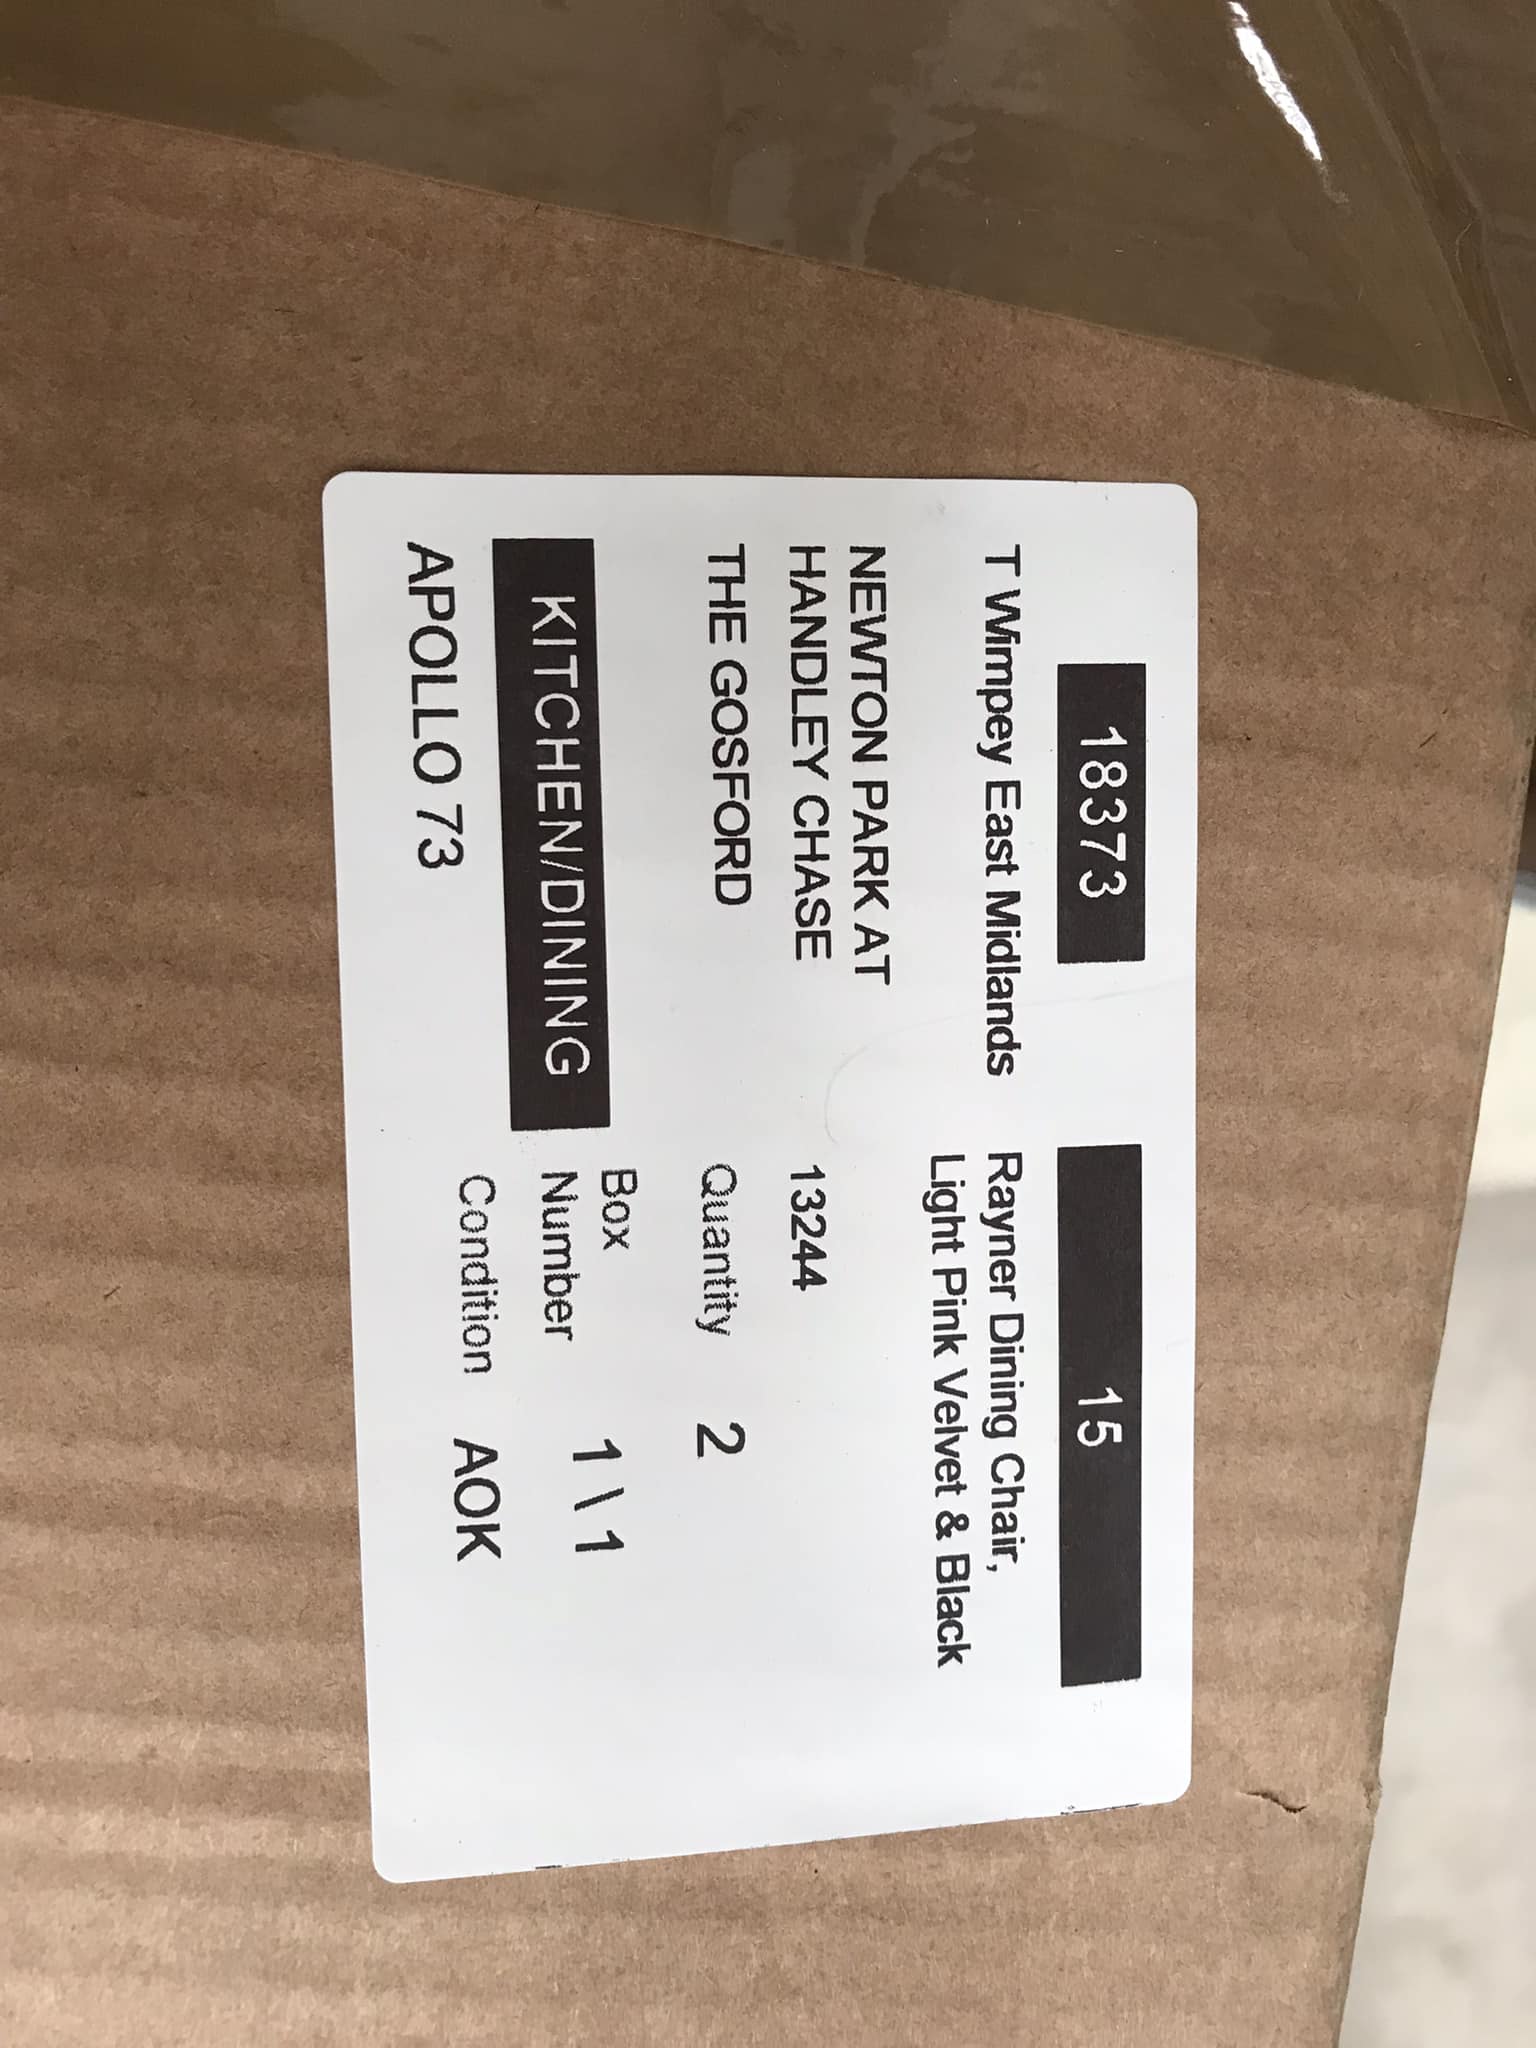 18373
T Wimpey East Midlands
NEWTON PARK AT
HANDLEY CHASE
THE GOSFORD
KITCHEN/DINING
APOLLO 73
15
Rayner Dining Chair,
Light Pink Velvet & Black
13244
Quantity 2
Box
Number 1 \ 1
Condition AOK